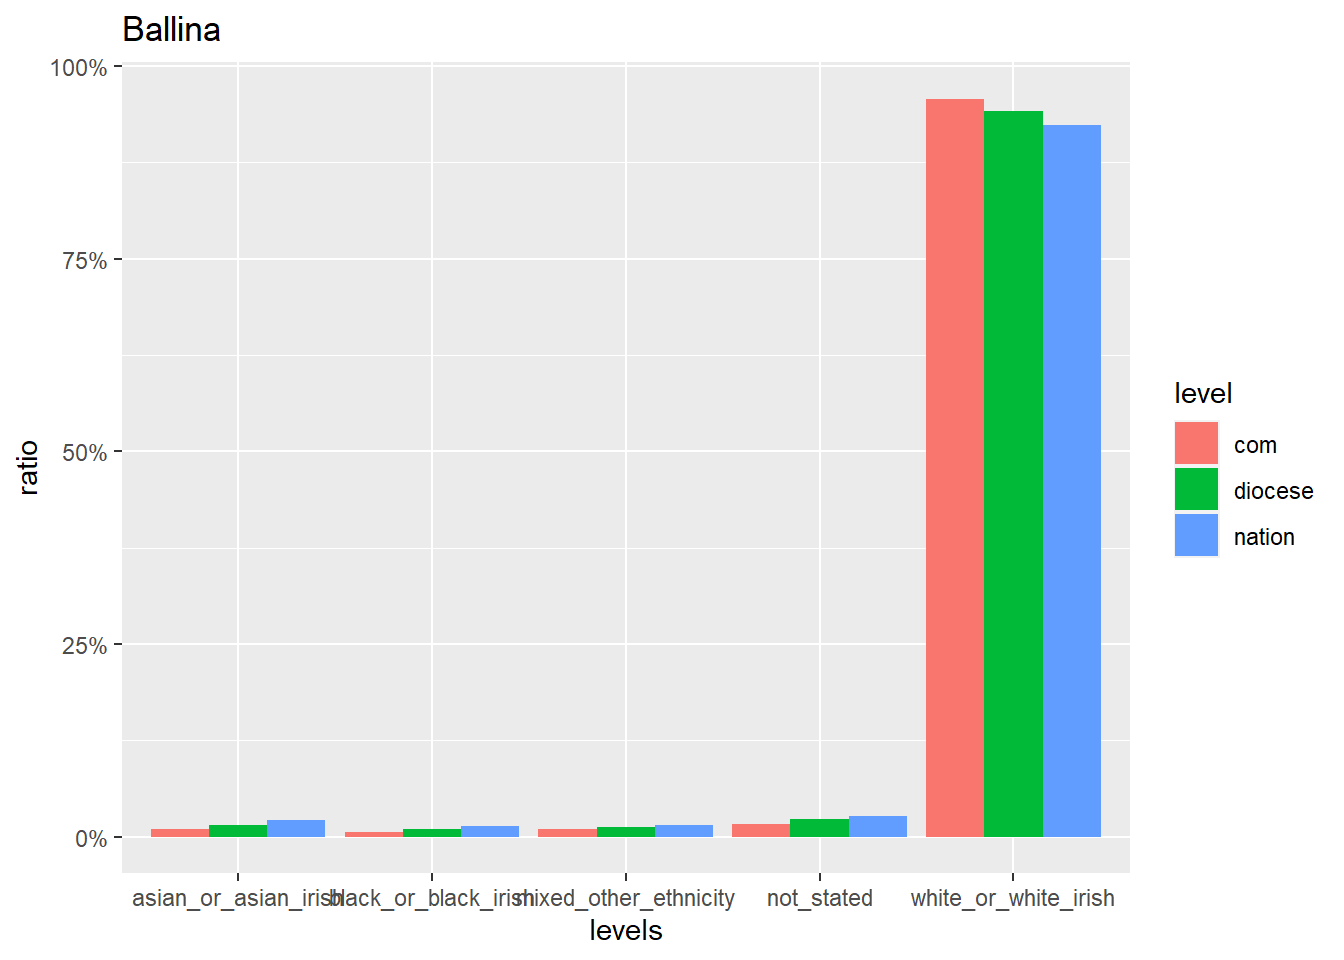 Ballina
100%
75%
50%
25%
0%
ratio
asian_or_asian_irish
black_or_black_irish
mixed_other_ethnicity
not_stated
white_or_white_irish
levels
level
com
diocese
nation